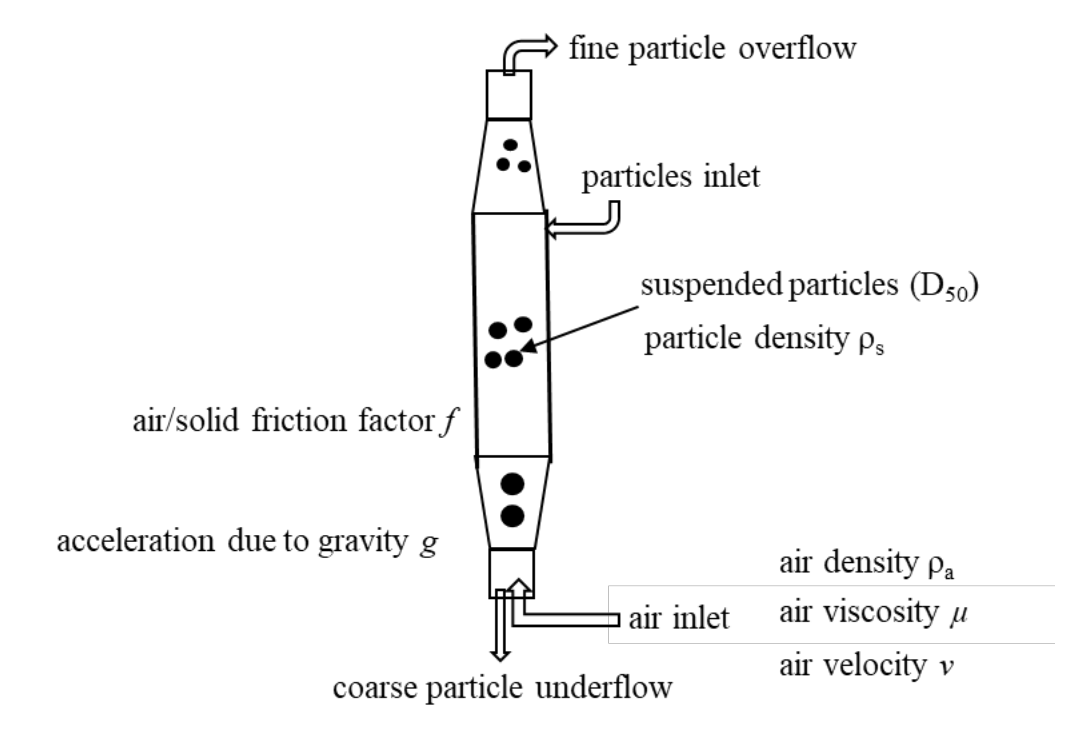 fine particle overflow
particles inlet
suspended particles (D₅₀)
particle density ρₛ
air/solid friction factor f
acceleration due to gravity g
air density ρₐ
air inlet
air viscosity μ
air velocity v
coarse particle underflow